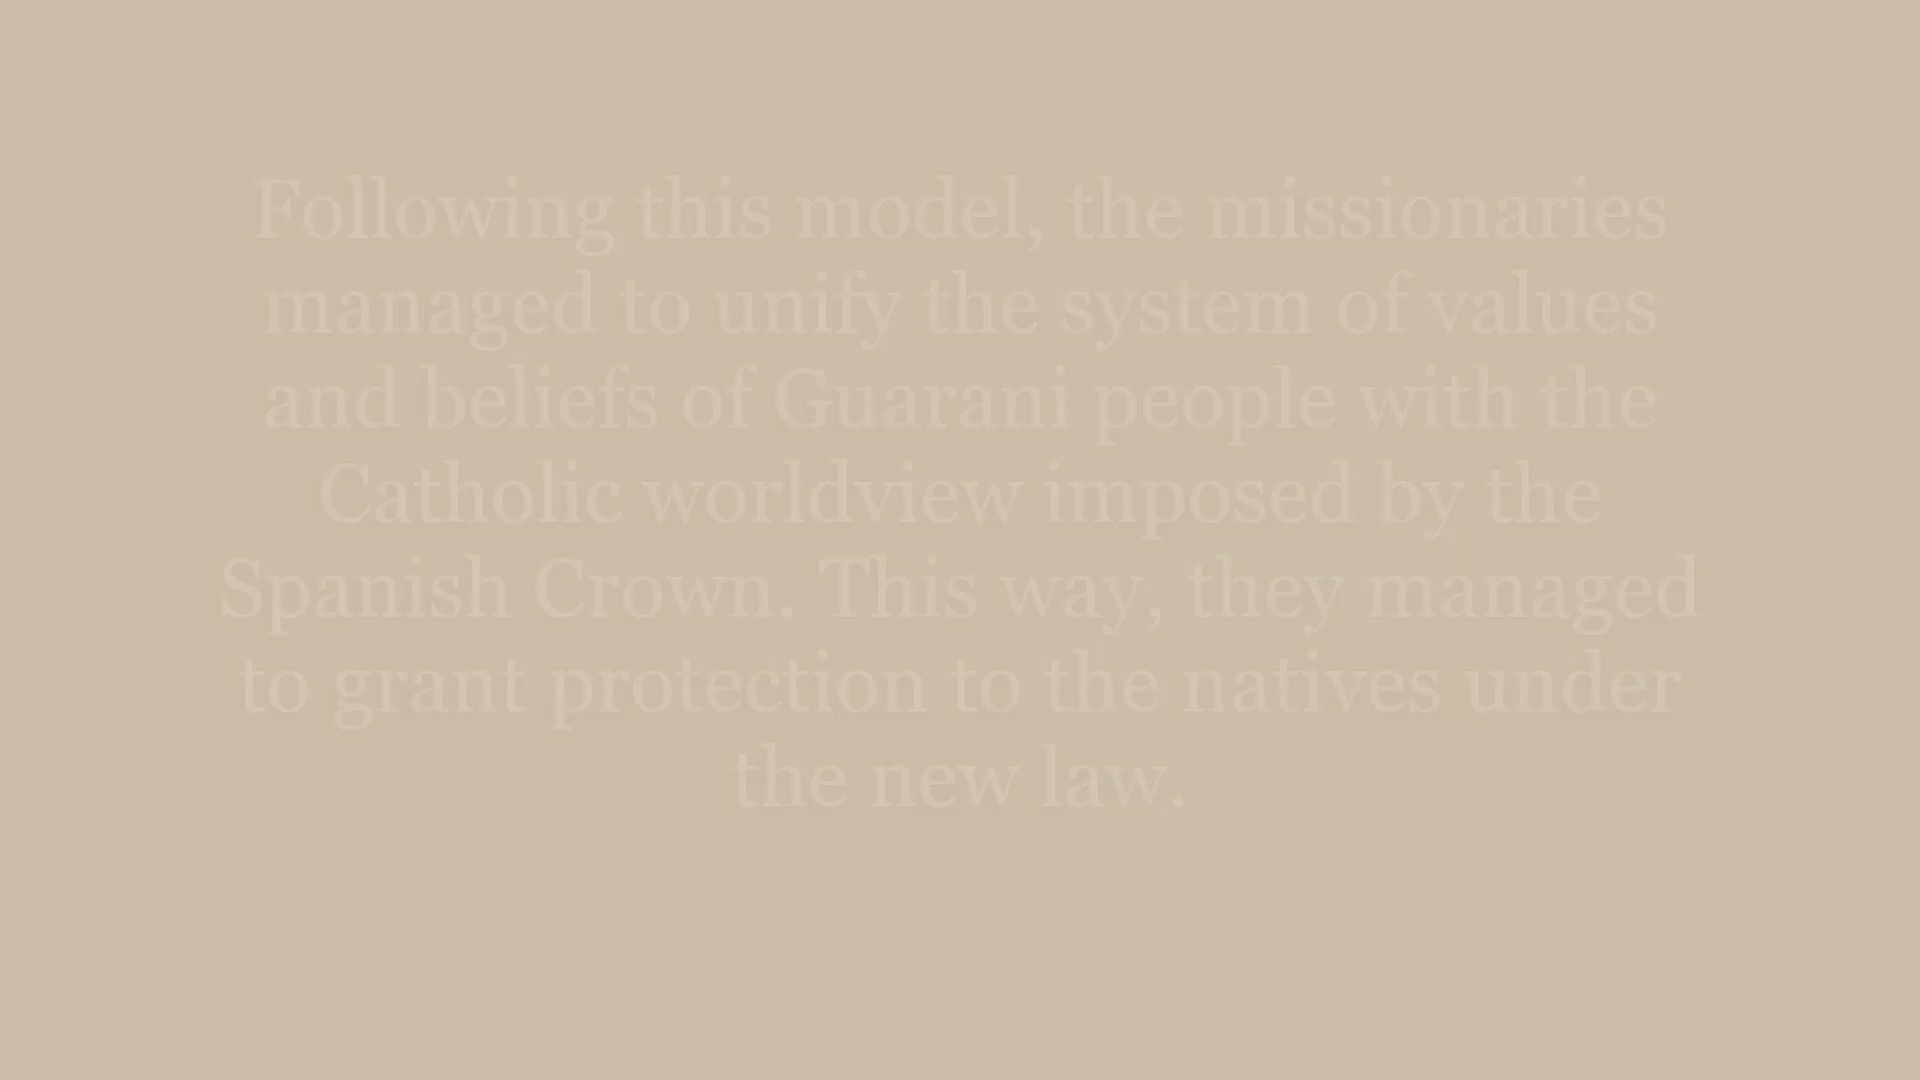 Following this model, the missionaries
managed to unify the system of values
and beliefs of Guarani people with the
Catholic worldview imposed by the
Spanish Crown. This way, they managed
to grant protection to the natives under
the new law.